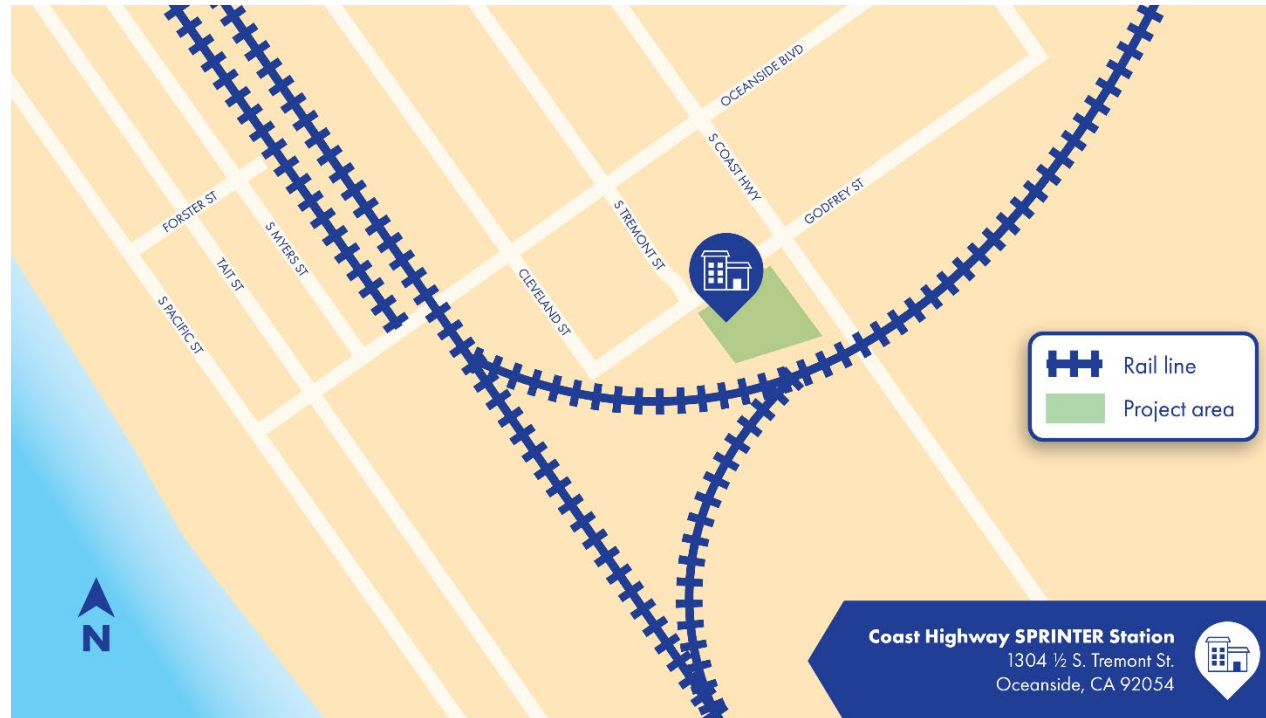 OCEANSIDE BLVD
S COAST HWY
GODFREY ST
S TREMONT ST
CLEVELAND ST
FORSTER ST
S MYERS ST
TAIT ST
S PACIFIC ST
Rail line
Project area
N
Coast Highway SPRINTER Station
1304 ½ S. Tremont St.
Oceanside, CA 92054